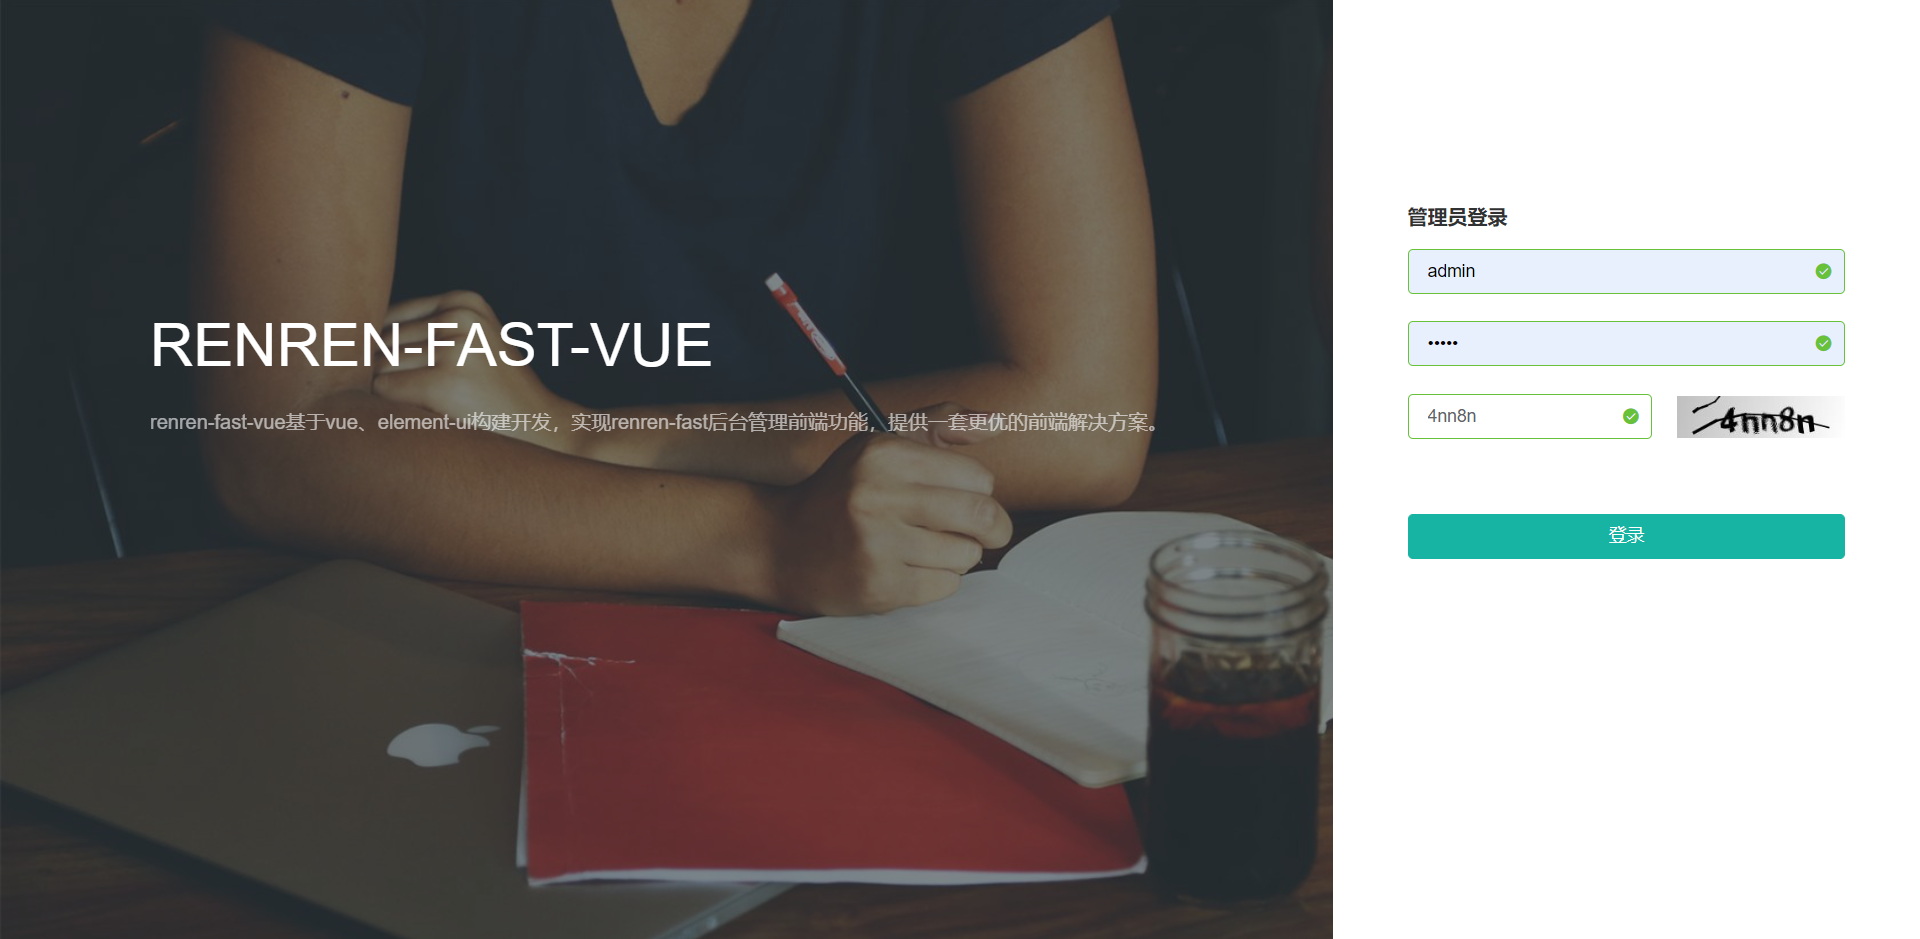 RENREN-FAST-VUE
renren-fast-vue基于vue、element-ui构建开发，实现renren-fast后台管理前端功能，提供一套更优的前端解决方案。
管理员登录
admin
•••••
4nn8n
4nn8n
登录